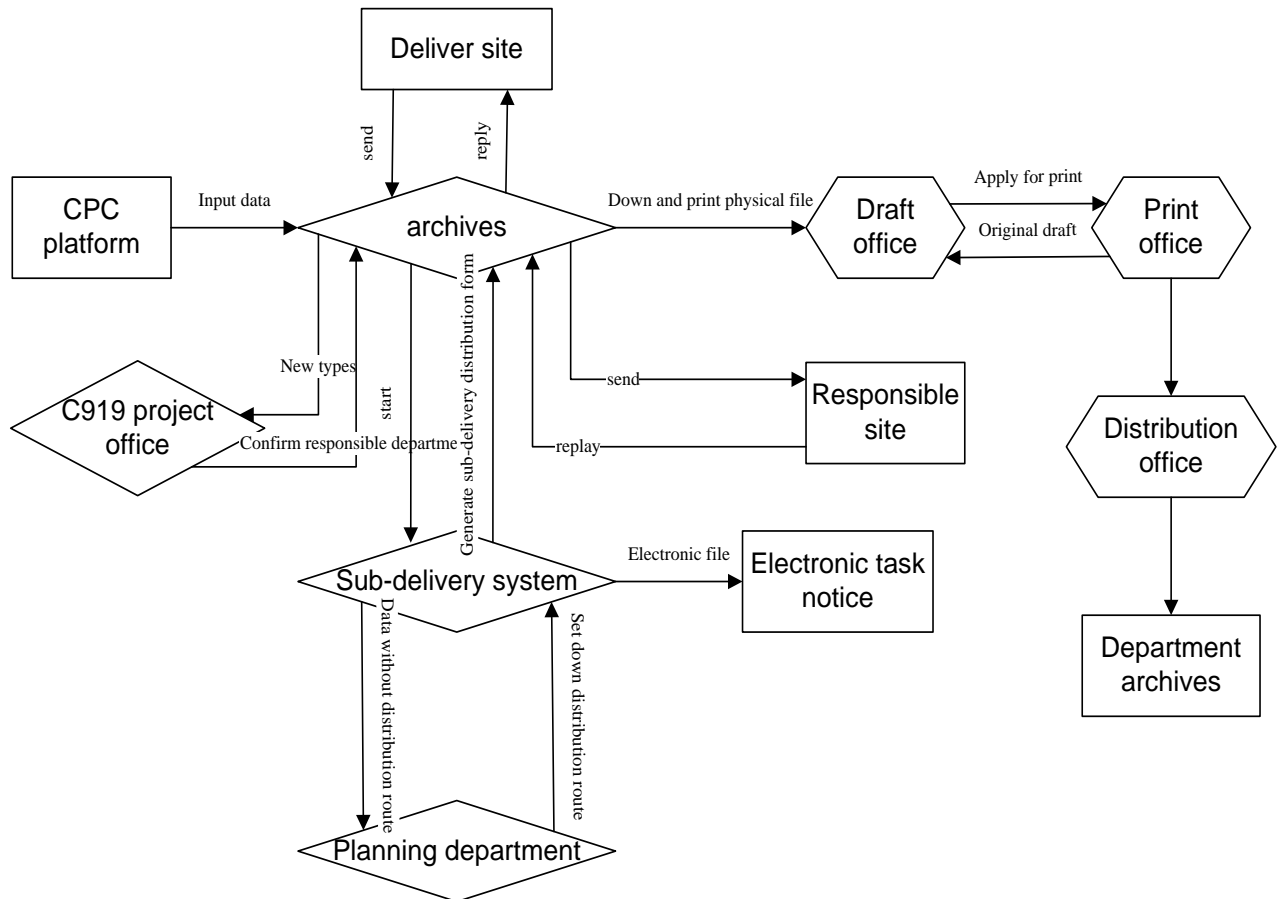 Deliver site
send
reply
CPC
platform
Input data
archives
Down and print physical file
Draft
office
Apply for print
Original draft
Print
office
New types
C919 project
office
Confirm responsible departme
start
Generate sub-delivery distribution form
send
replay
Responsible
site
Distribution
office
Sub-delivery system
Electronic file
Electronic task
notice
Department
archives
Data without distribution route
Set down distribution route
Planning department